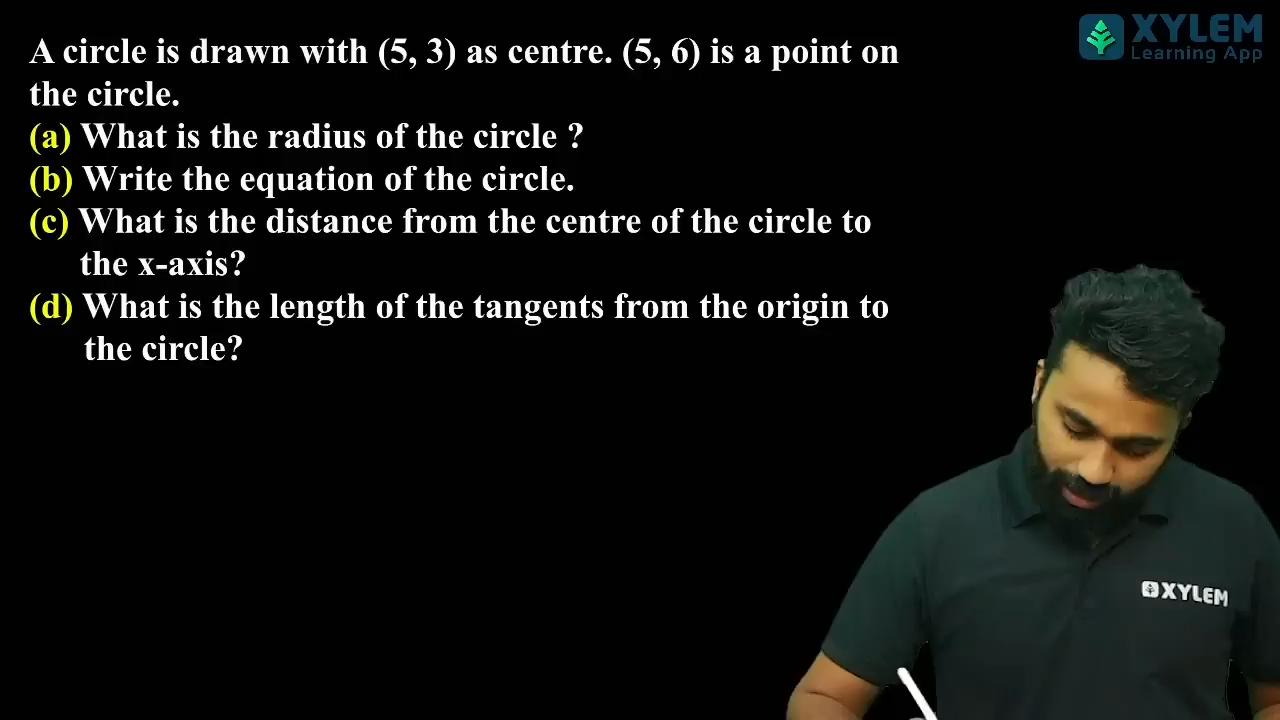 A circle is drawn with (5, 3) as centre. (5, 6) is a point on
the circle.
(a) What is the radius of the circle ?
(b) Write the equation of the circle.
(c) What is the distance from the centre of the circle to
the x-axis?
(d) What is the length of the tangents from the origin to
the circle?
XYLEM
Learning App
XYLEM